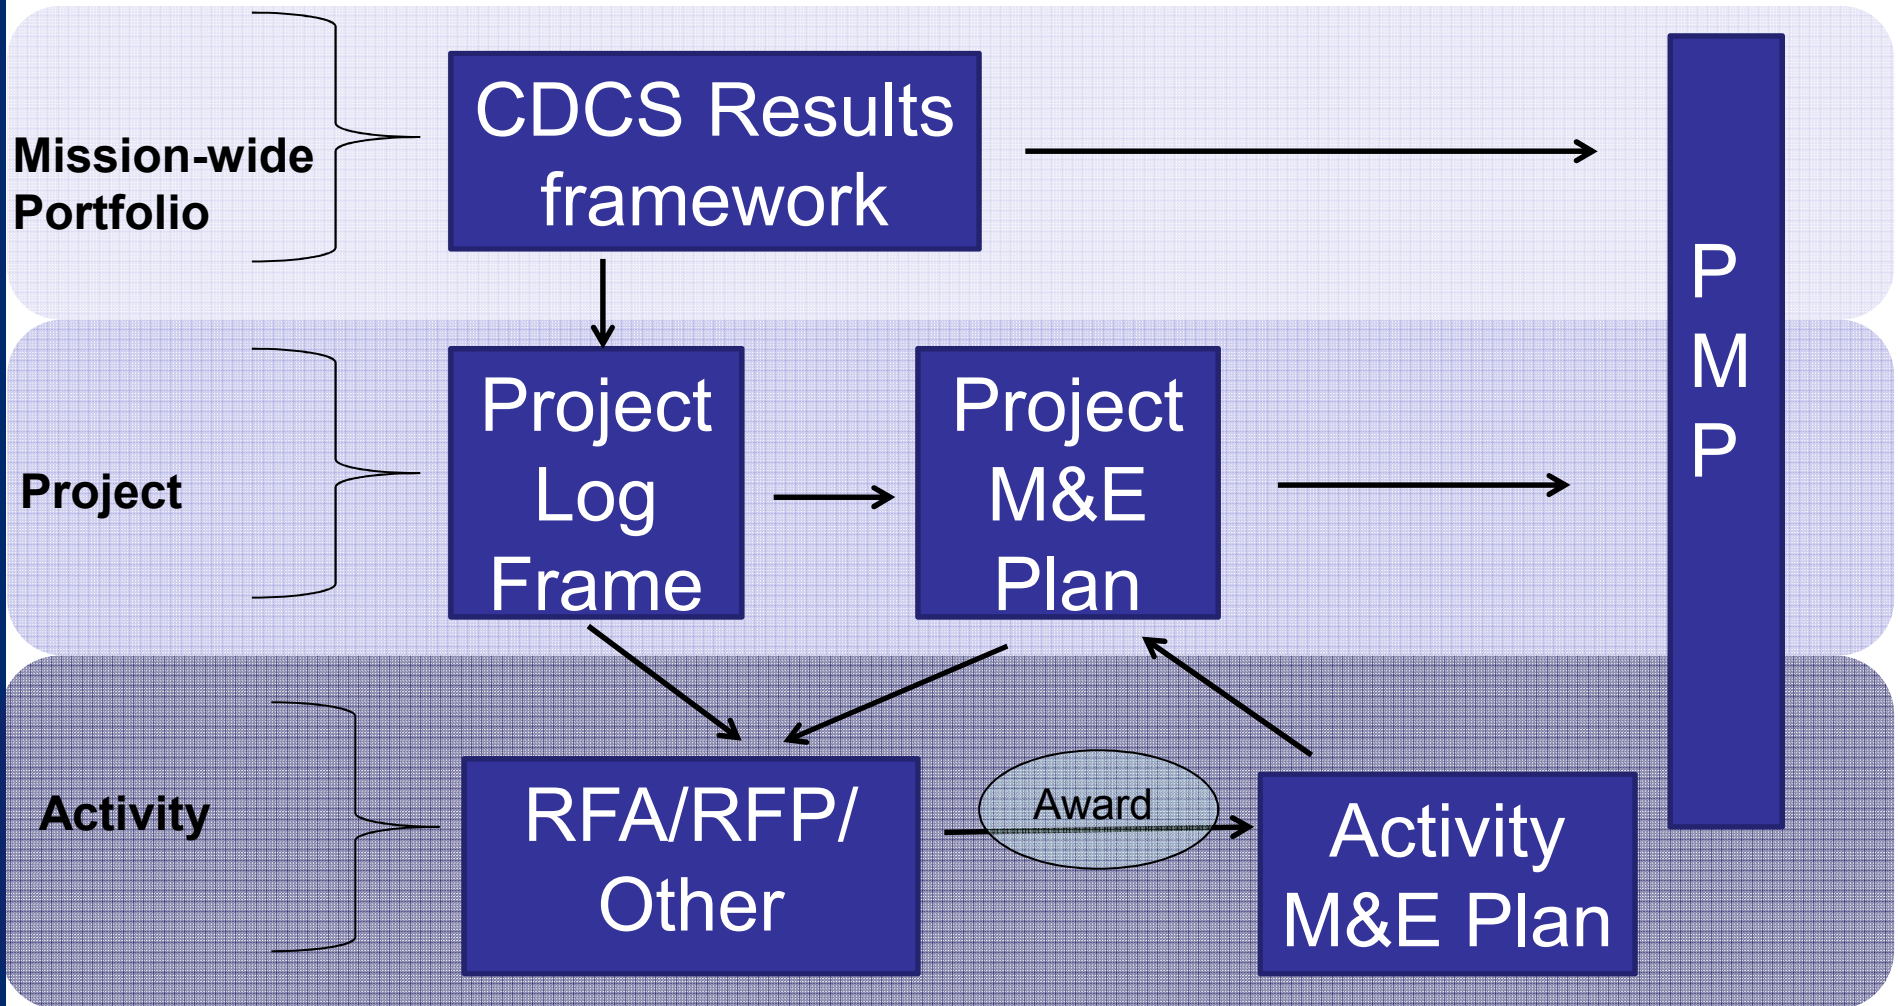 Mission-wide
Portfolio
CDCS Results
framework
P
M
P
Project
Project
Log
Frame
Project
M&E
Plan
Activity
RFA/RFP/
Other
Award
Activity
M&E Plan